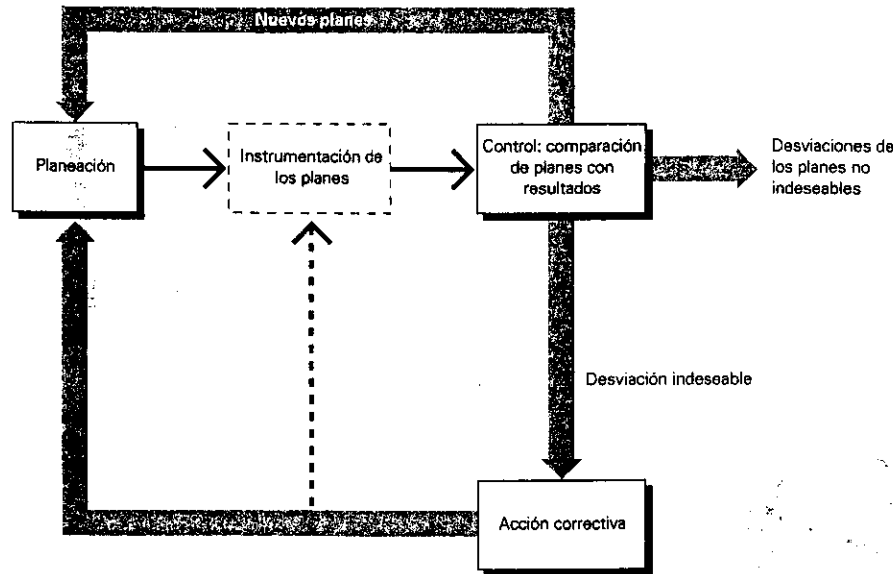 Nuevos planes
Planeación
Instrumentación de
los planes
Control: comparación
de planes con
resultados
Desviaciones de
los planes no
indeseables
Desviación indeseable
Acción correctiva